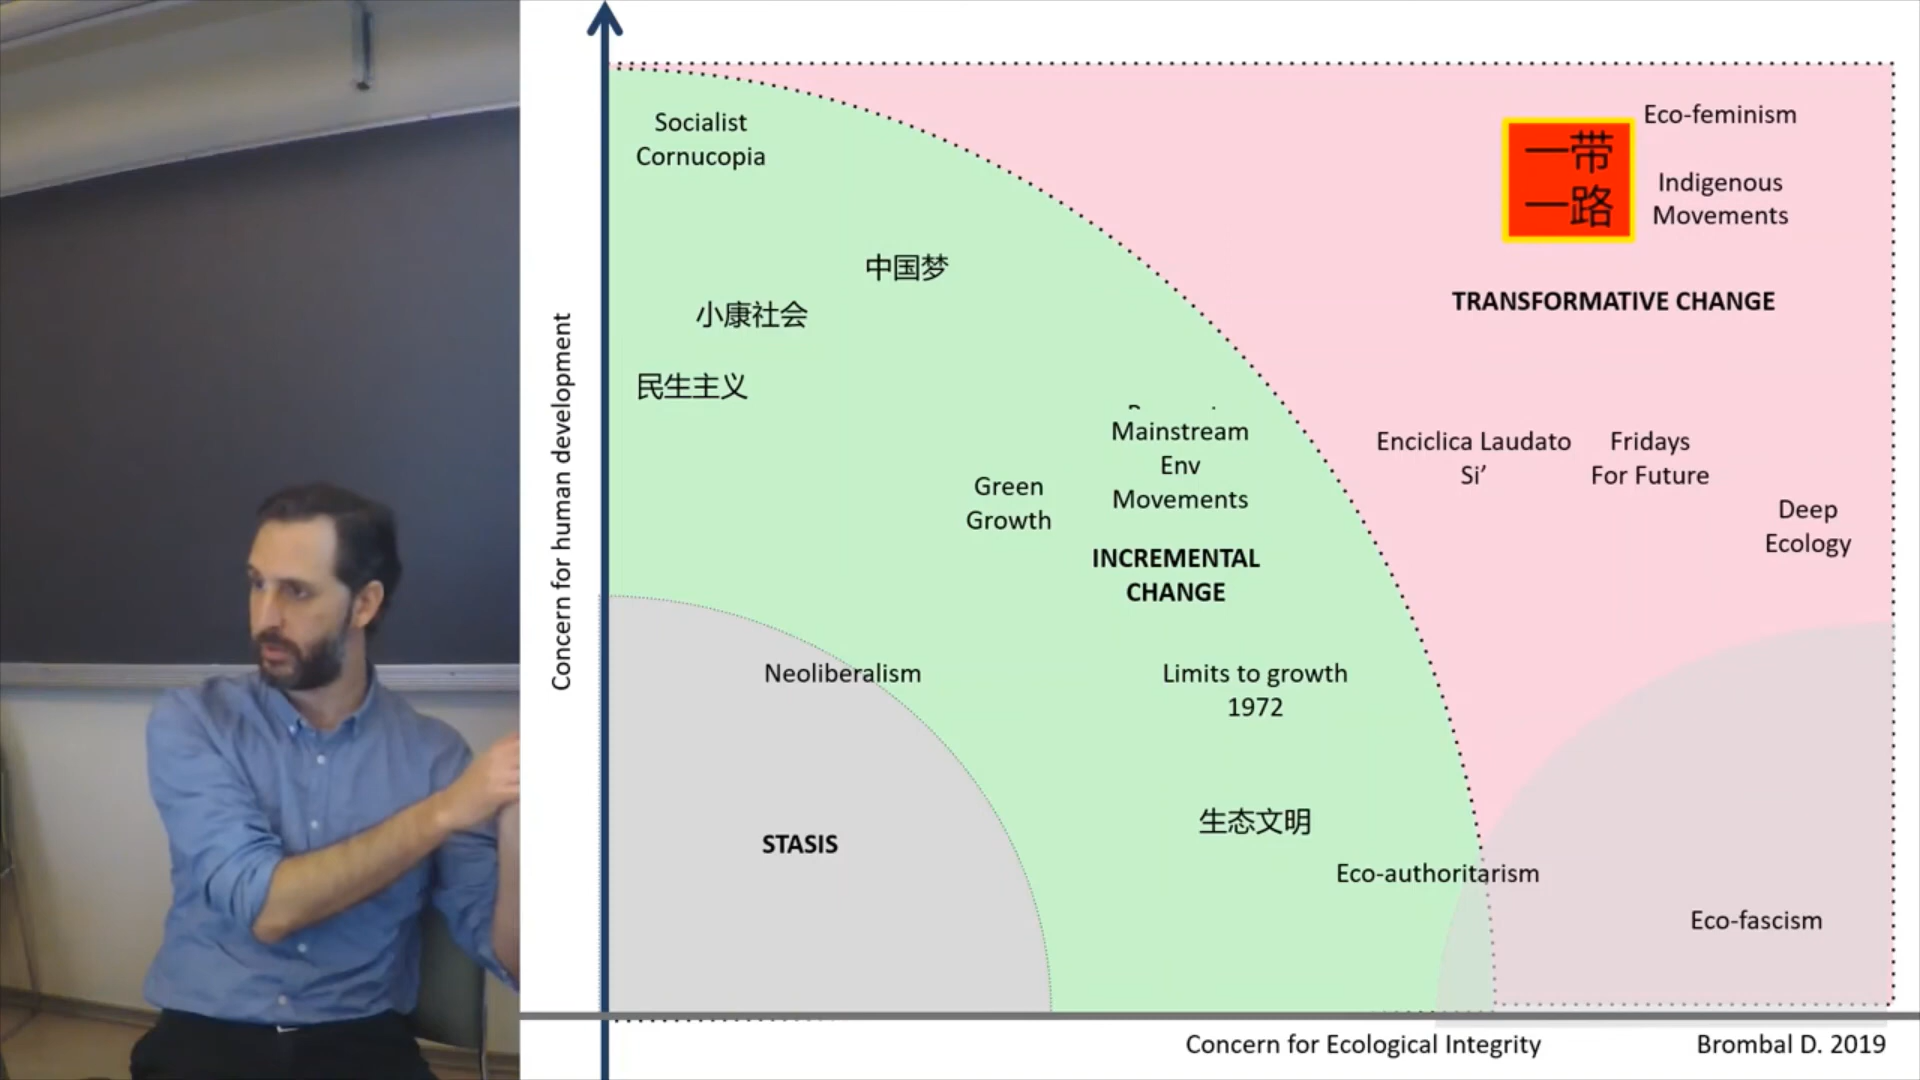 Socialist
Cornucopia
Eco-feminism
一带
一路
Indigenous
Movements
中国梦
小康社会
TRANSFORMATIVE CHANGE
民生主义
Mainstream
Env
Movements
Enciclica Laudato
Si’
Fridays
For Future
Green
Growth
Deep
Ecology
INCREMENTAL
CHANGE
Concern for human development
Neoliberalism
Limits to growth
1972
STASIS
生态文明
Eco-authoritarism
Eco-fascism
Concern for Ecological Integrity
Brombal D. 2019